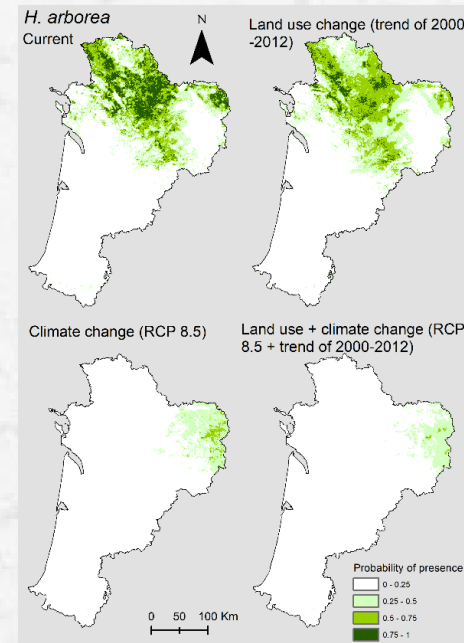 H. arborea
Current
N
Land use change (trend of 2000
-2012)
Climate change (RCP 8.5)
Land use + climate change (RCP
8.5 + trend of 2000-2012)
Probability of presence
0 - 0.25
0.25 - 0.5
0.5 - 0.75
0.75 - 1
0 50 100 Km